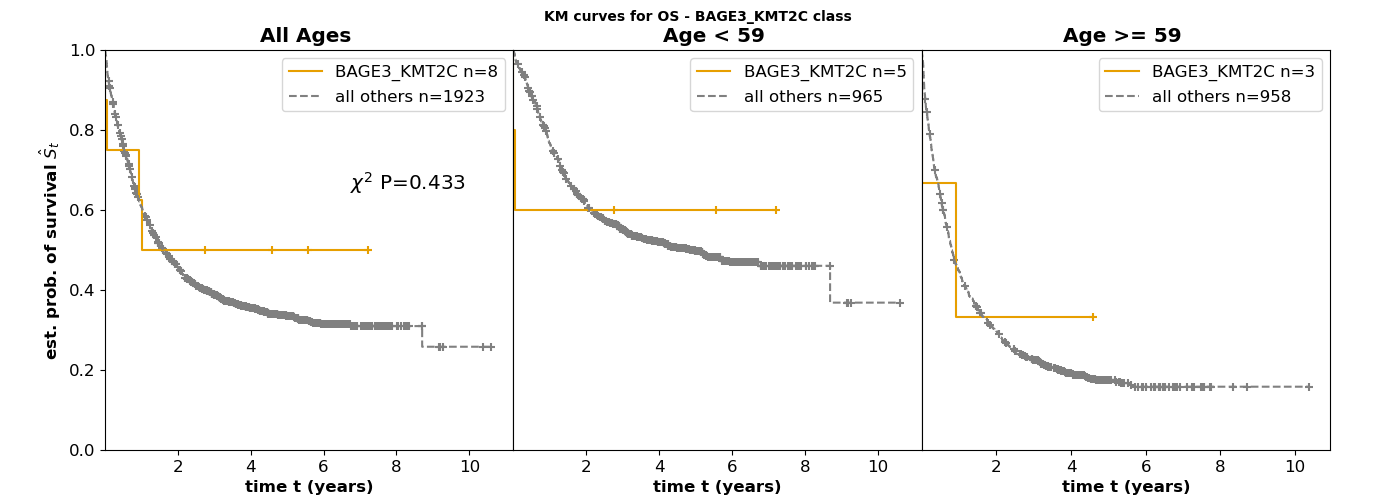 KM curves for OS - BAGE3_KMT2C class
All Ages
Age < 59
Age >= 59
BAGE3_KMT2C n=8
all others n=1923
BAGE3_KMT2C n=5
all others n=965
BAGE3_KMT2C n=3
all others n=958
χ² P=0.433
est. prob. of survival Ŝₜ
1.0
0.8
0.6
0.4
0.2
0.0
2 4 6 8 10
2 4 6 8 10
2 4 6 8 10
time t (years)
time t (years)
time t (years)